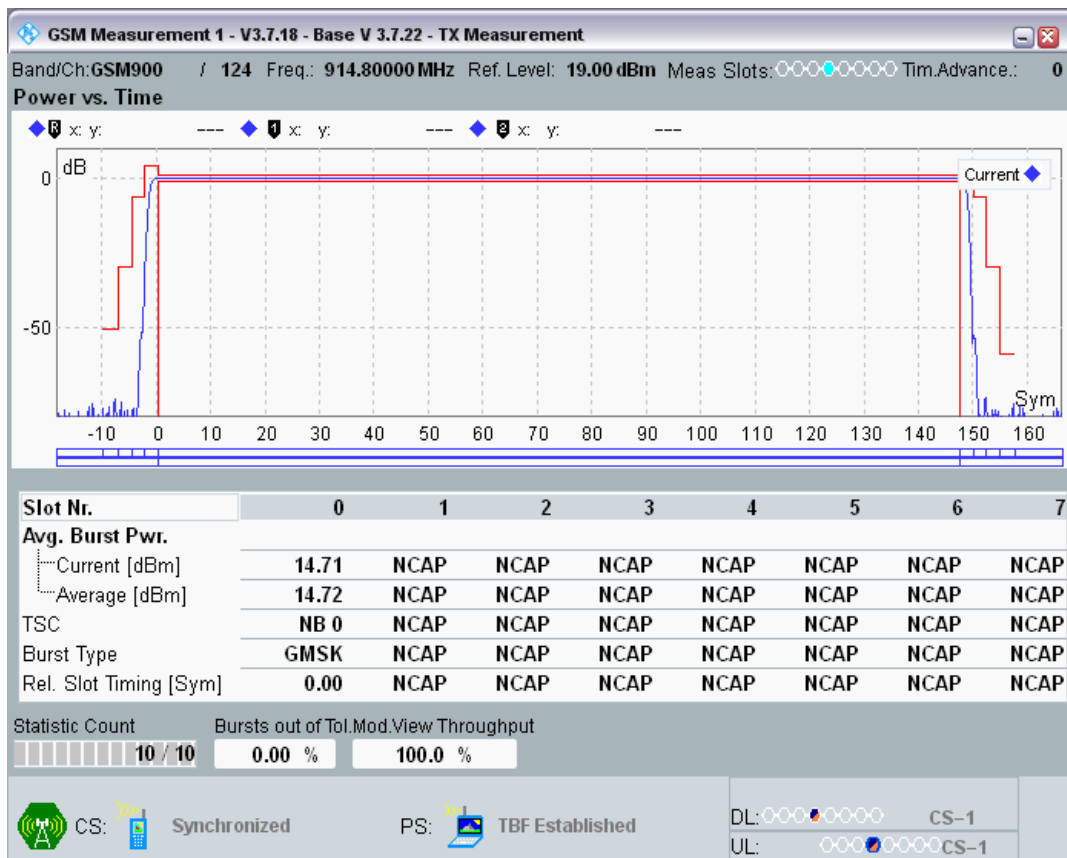 GSM Measurement 1 - V3.7.18 - Base V 3.7.22 - TX Measurement
Band/Ch:GSM900 / 124 Freq.: 914.80000 MHz Ref. Level: 19.00 dBm Meas Slots: Tim.Advance.: 0
Power vs. Time
R x: y: --- 1 x: y: --- 2 x: y: ---
dB
Current
0
-50
Sym
-10 0 10 20 30 40 50 60 70 80 90 100 110 120 130 140 150 160
Slot Nr. 0 1 2 3 4 5 6 7
Avg. Burst Pwr.
Current [dBm] 14.71 NCAP NCAP NCAP NCAP NCAP NCAP NCAP
Average [dBm] 14.72 NCAP NCAP NCAP NCAP NCAP NCAP NCAP
TSC NB 0 NCAP NCAP NCAP NCAP NCAP NCAP NCAP
Burst Type GMSK NCAP NCAP NCAP NCAP NCAP NCAP NCAP
Rel. Slot Timing [Sym] 0.00 NCAP NCAP NCAP NCAP NCAP NCAP NCAP
Statistic Count Bursts out of Tol.Mod.View Throughput
10 / 10 0.00 % 100.0 %
CS: Synchronized PS: TBF Established DL: CS-1
UL: CS-1